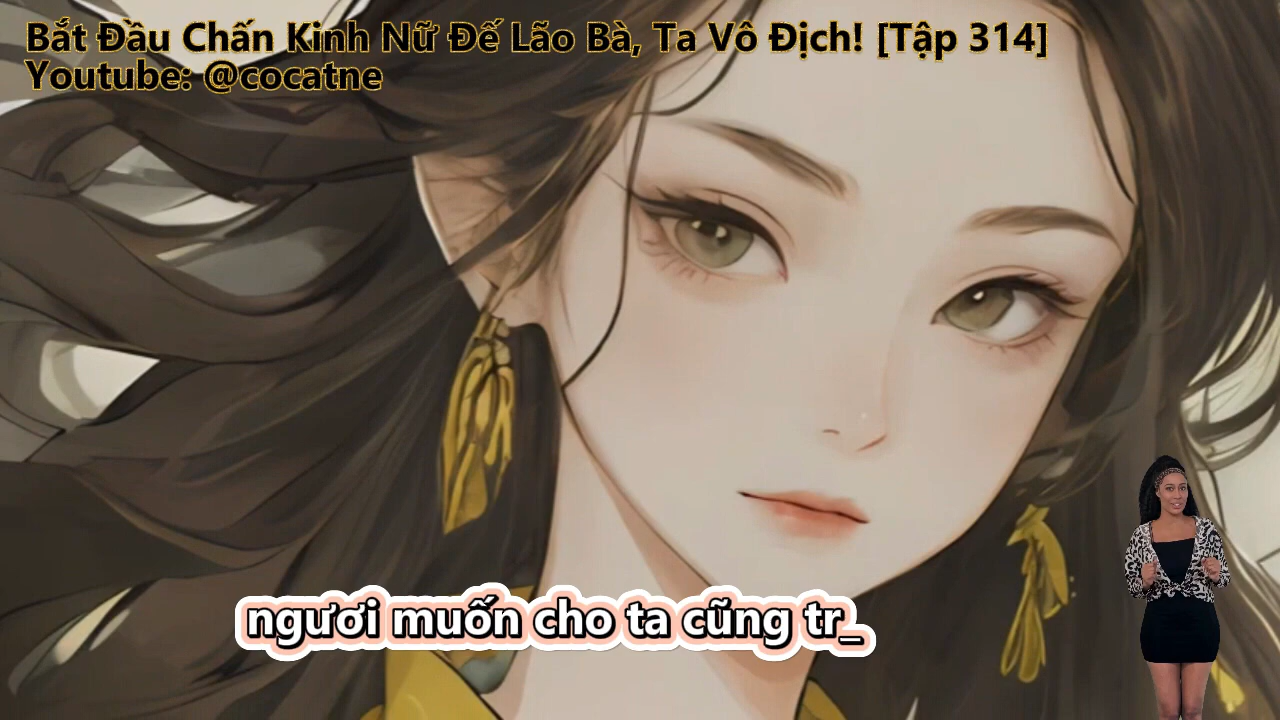 Bắt Đầu Chấn Kinh Nữ Đế Lão Bà, Ta Vô Địch! [Tập 314]
Youtube: @cocatne
ngươi muốn cho ta cũng tr_